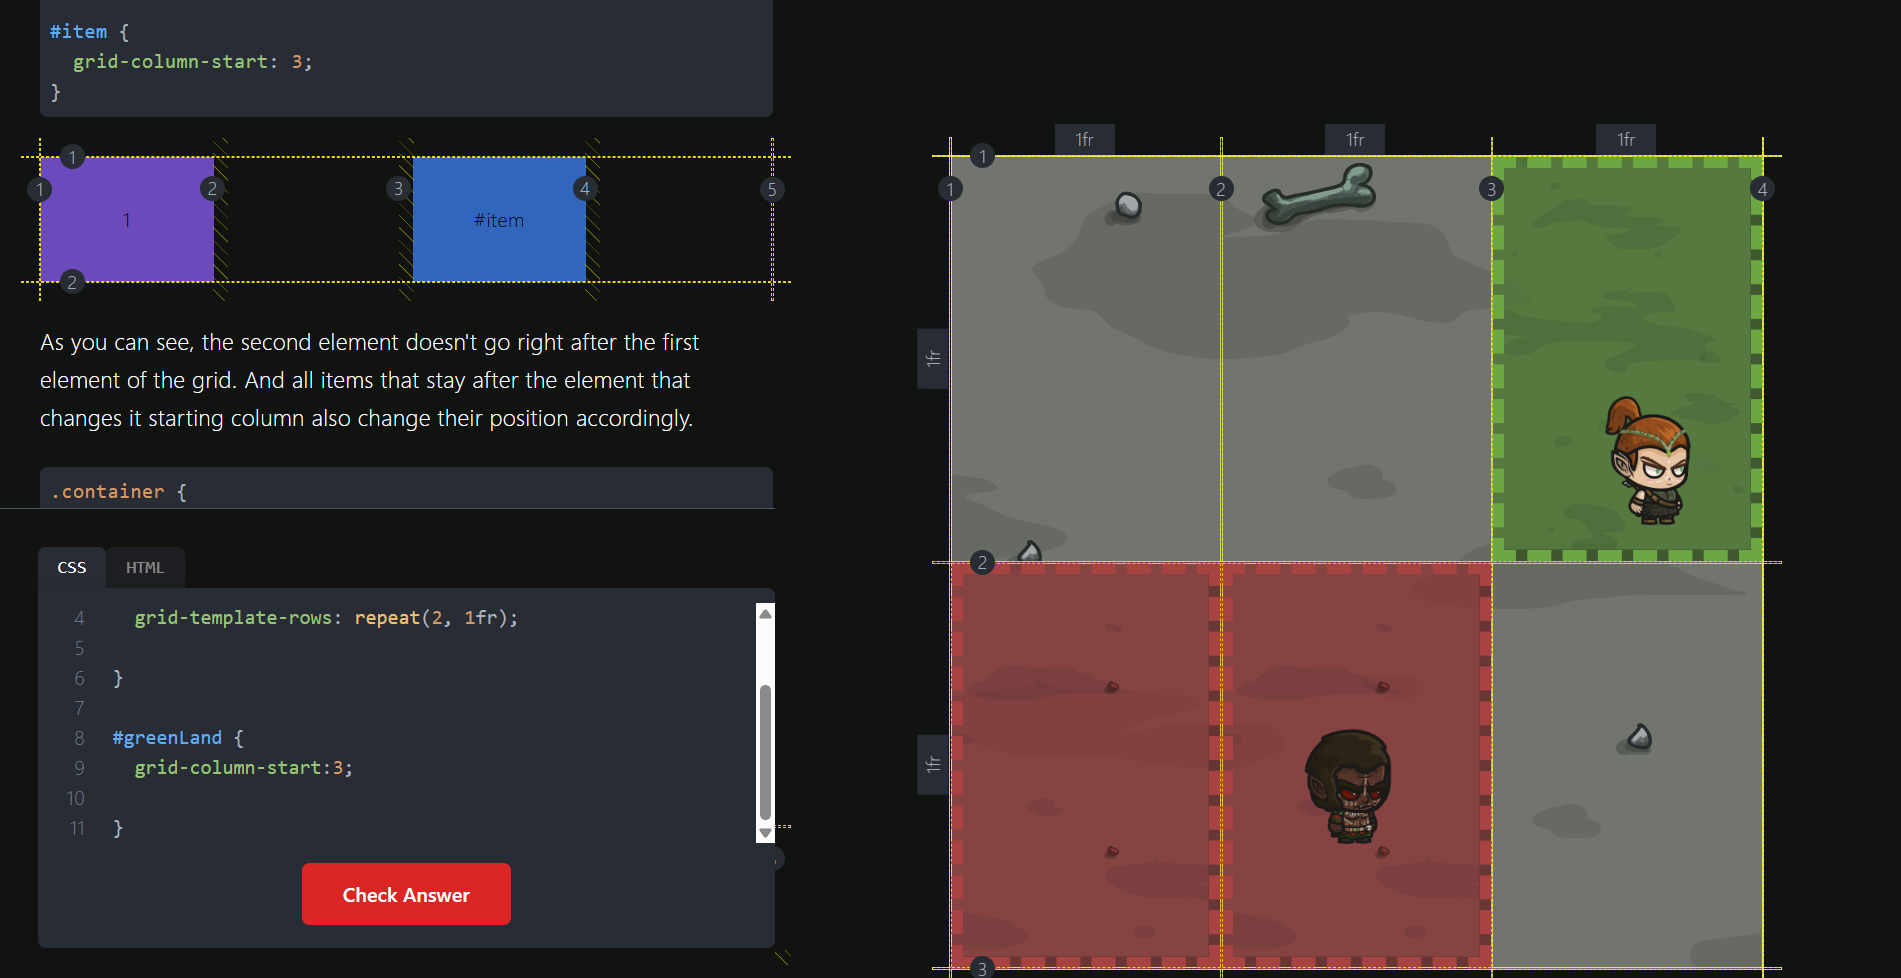 #item {
grid-column-start: 3;
}
1
1
2
3
4
5
1
#item
2
As you can see, the second element doesn't go right after the first
element of the grid. And all items that stay after the element that
changes it starting column also change their position accordingly.
.container {
CSS
HTML
4 grid-template-rows: repeat(2, 1fr);
5
6 }
7
8 #greenLand {
9 grid-column-start:3;
10
11 }
Check Answer
1fr
1fr
1fr
1
1
2
3
4
1fr
2
1fr
3